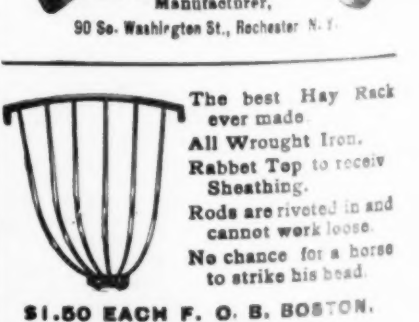 Manufacturer,
90 So. Washington St., Rochester N. Y.
The best Hay Rack
ever made.
All Wrought Iron.
Rabbet Top to receiv
Sheathing.
Rods are riveted in and
cannot work loose.
No chance for a horse
to strike his head.
$1.50 EACH F. O. B. BOSTON.